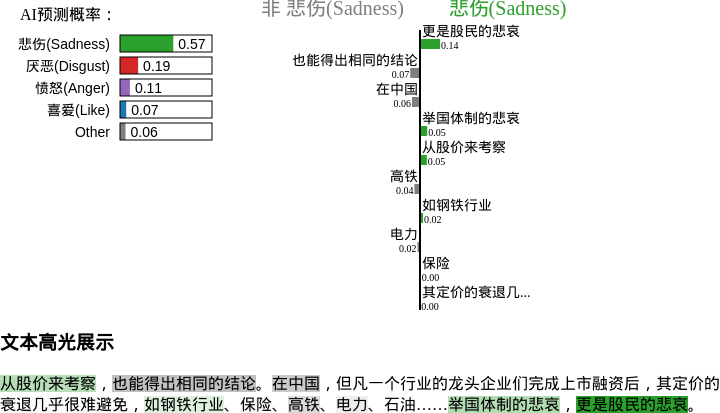 AI预测概率：
悲伤(Sadness) 0.57
厌恶(Disgust) 0.19
愤怒(Anger) 0.11
喜爱(Like) 0.07
Other 0.06
非 悲伤(Sadness) 悲伤(Sadness)
更是股民的悲哀
0.14
也能得出相同的结论
0.07
在中国
0.06
举国体制的悲哀
0.05
从股价来考察
0.05
高铁
0.04
如钢铁行业
0.02
电力
0.02
保险
0.00
其定价的衰退几...
0.00
文本高光展示
从股价来考察，也能得出相同的结论。在中国，但凡一个行业的龙头企业们完成上市融资后，其定价的
衰退几乎很难避免，如钢铁行业、保险、高铁、电力、石油……举国体制的悲哀，更是股民的悲哀。